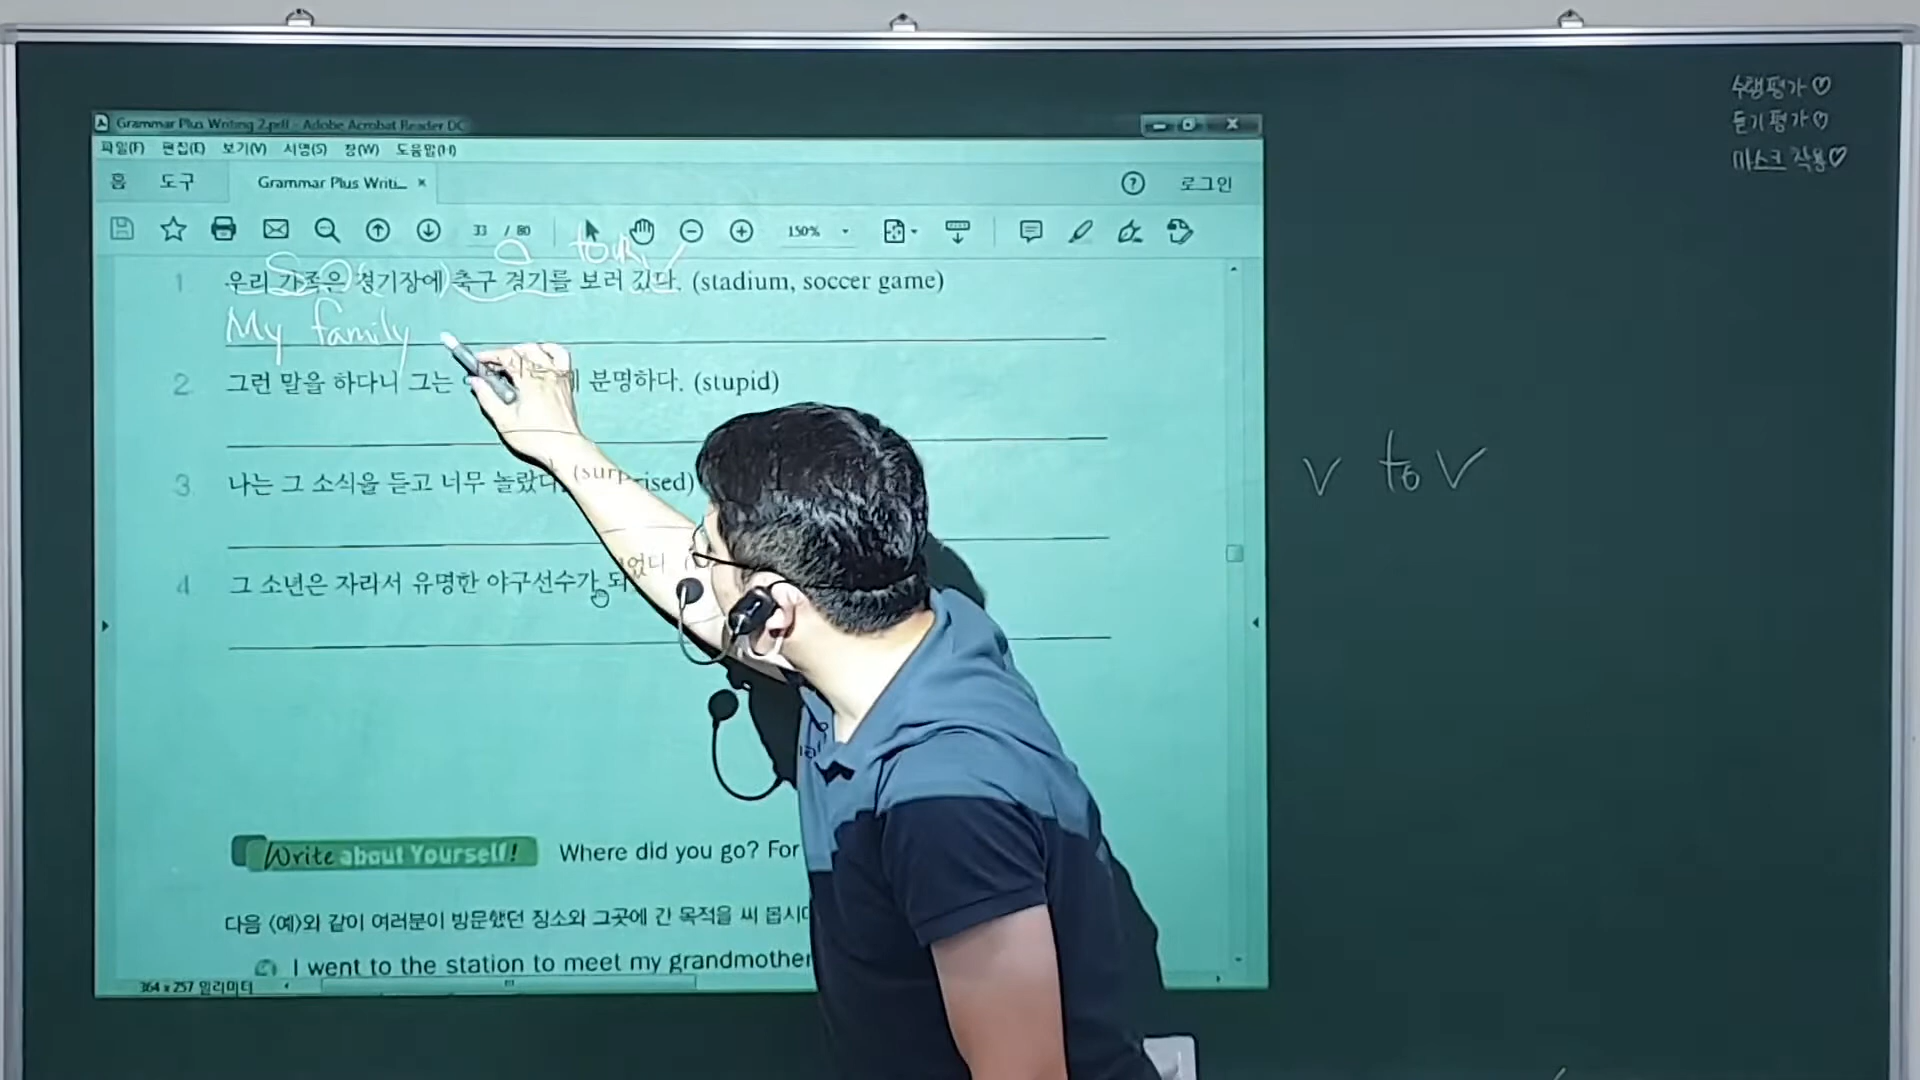 수행평가♡
듣기평가♡
마스크 착용♡
Grammar Plus Writing 2.pdf - Adobe Acrobat Reader DC
파일(F) 편집(E) 보기(V) 서명(S) 창(W) 도움말(H)
홈 도구 Grammar Plus Writi... × ? 로그인
33 / 80 150%
S O to V
1 우리 가족은 경기장에 축구 경기를 보러 갔다. (stadium, soccer game)
My family
2 그런 말을 하다니 그는 분명하다. (stupid)
3 나는 그 소식을 듣고 너무 놀랐다. (surprised)
4 그 소년은 자라서 유명한 야구선수가 되
V to V
Write about Yourself! Where did you go? For
다음 〈예〉와 같이 여러분이 방문했던 장소와 그곳에 간 목적을 써 봅시다
I went to the station to meet my grandmother
364 x 257 밀리미터